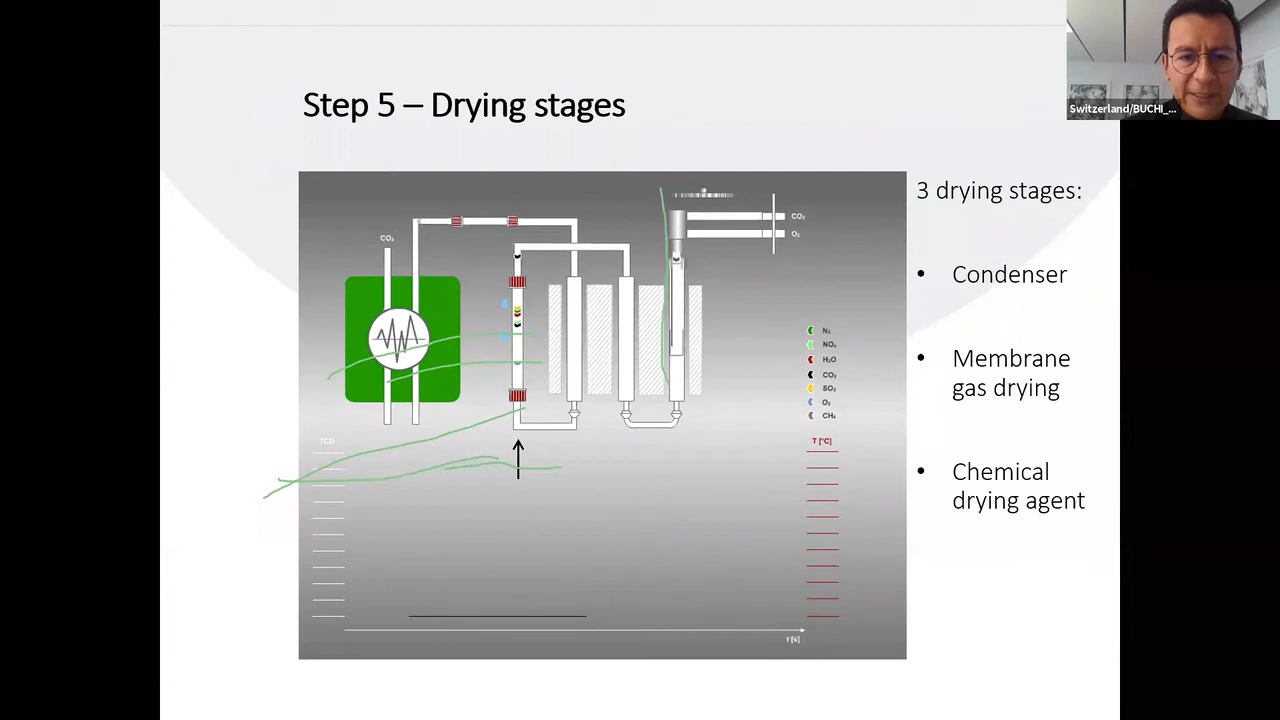 Step 5 – Drying stages
Switzerland/BUCHI_...
3 drying stages:
• Condenser
• Membrane
gas drying
• Chemical
drying agent
CO₂
CO₂
O₂
N₂
NOₓ
H₂O
CO₂
SO₂
O₂
CH₄
TCD
T [°C]
t [s]